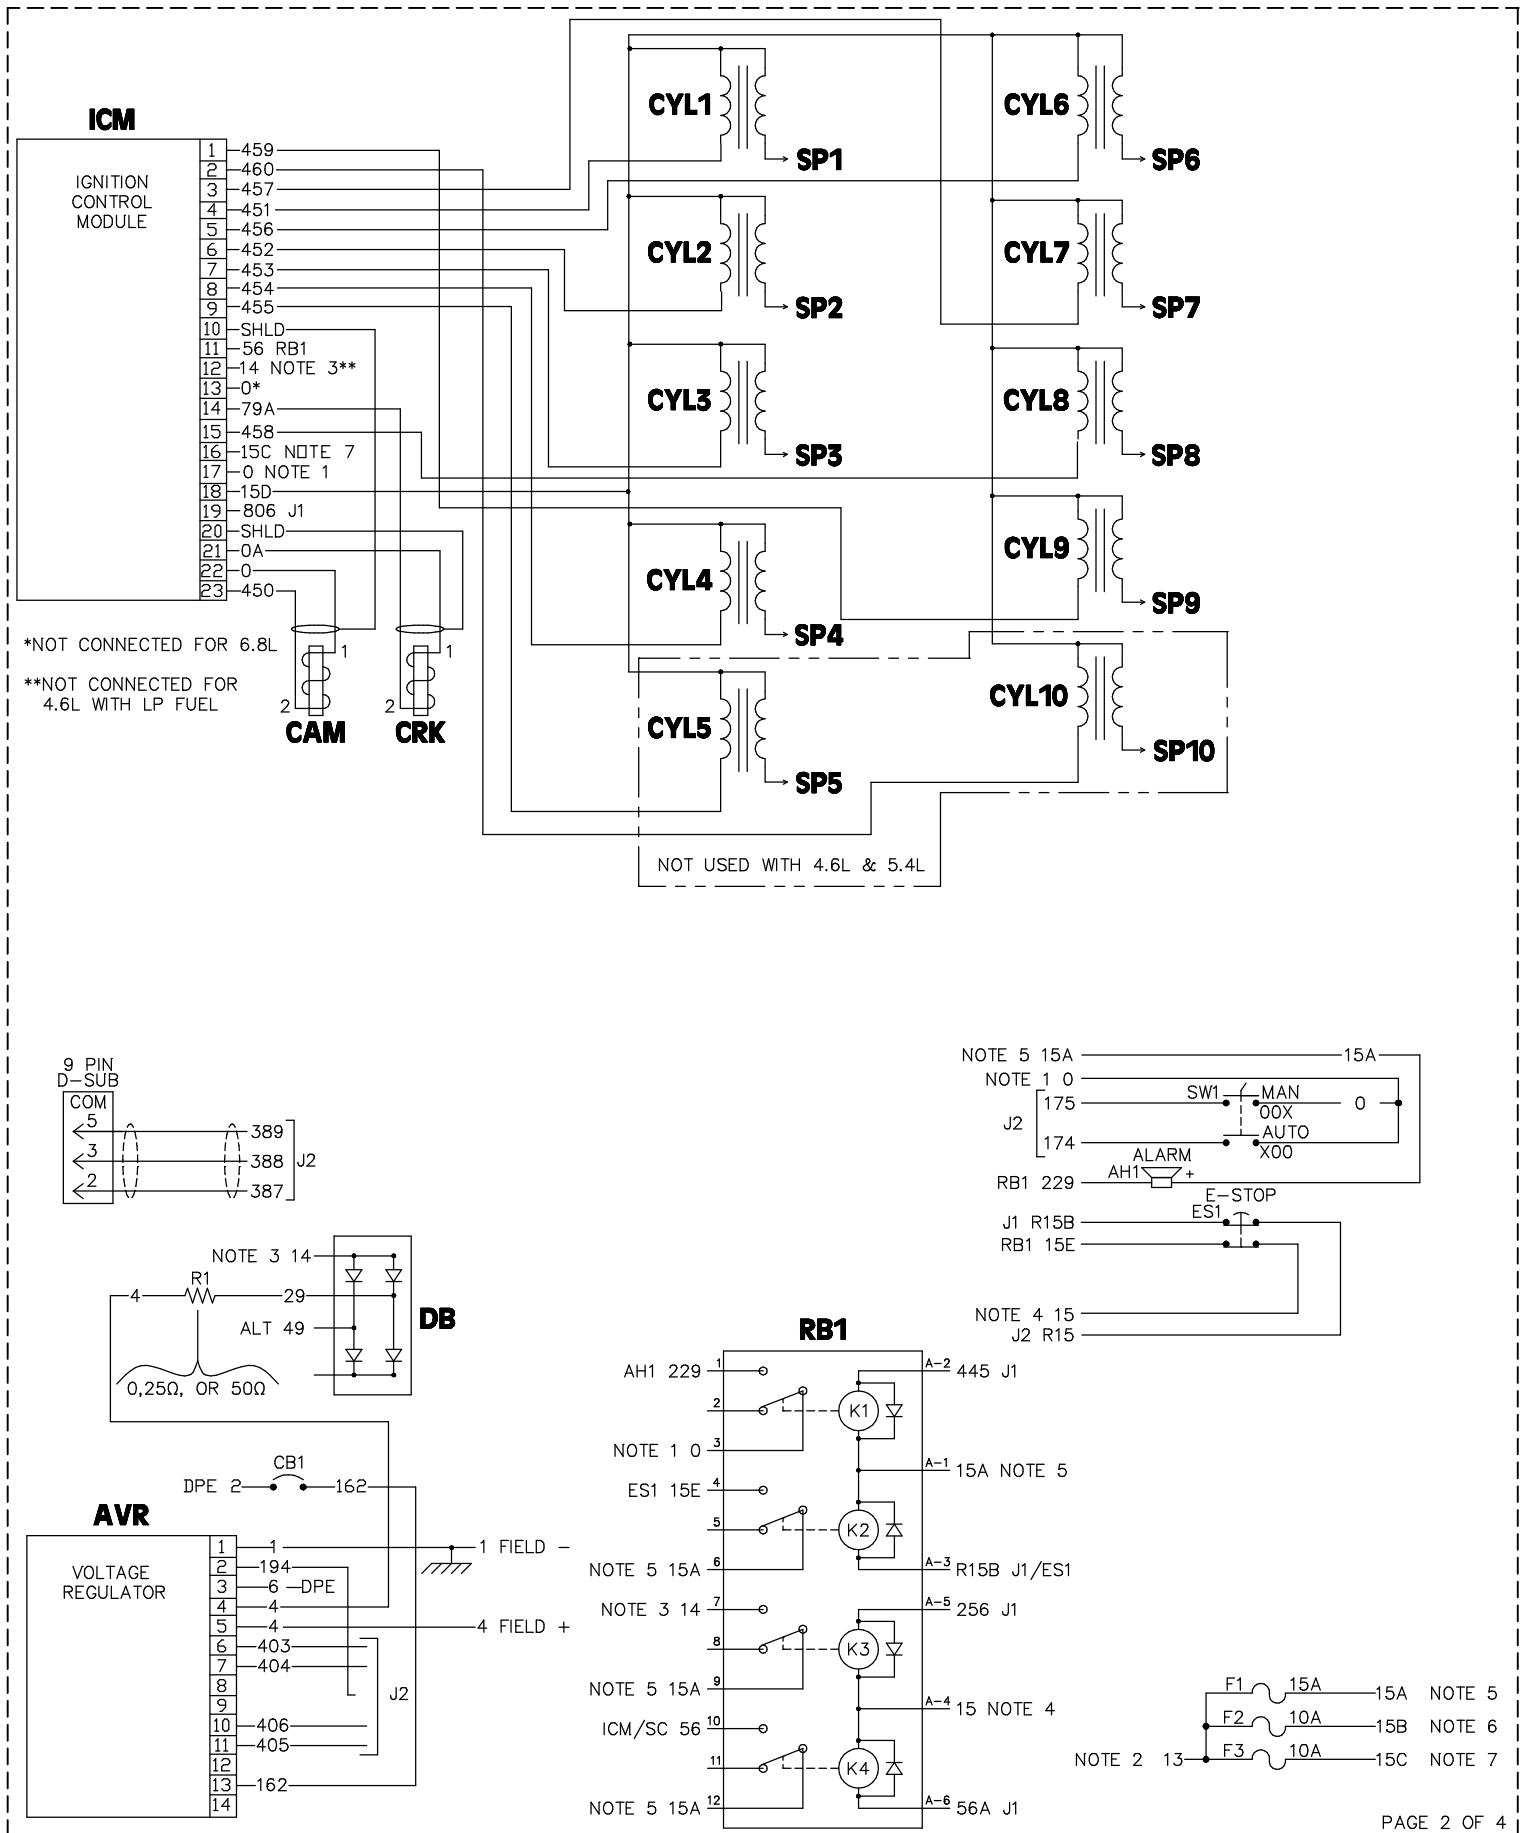 ICM
IGNITION
CONTROL
MODULE
1 459
2 460
3 457
4 451
5 456
6 452
7 453
8 454
9 455
10 SHLD
11 56 RB1
12 14 NOTE 3**
13 0*
14 79A
15 458
16 15C NOTE 7
17 0 NOTE 1
18 15D
19 806 J1
20 SHLD
21 0A
22 0
23 450
*NOT CONNECTED FOR 6.8L
**NOT CONNECTED FOR
4.6L WITH LP FUEL
1
2
CAM
1
2
CRK
CYL1
SP1
CYL2
SP2
CYL3
SP3
CYL4
SP4
CYL5
SP5
CYL6
SP6
CYL7
SP7
CYL8
SP8
CYL9
SP9
CYL10
SP10
NOT USED WITH 4.6L & 5.4L
9 PIN
D-SUB
COM
5 389
3 388
2 387
J2
NOTE 5 15A 15A
NOTE 1 0
J2
175 SW1 MAN 0
00X
174 AUTO
X00
ALARM
RB1 229 AH1 +
E-STOP
ES1
J1 R15B
RB1 15E
NOTE 4 15
J2 R15
NOTE 3 14
4 R1 29
ALT 49
DB
0,25Ω, OR 50Ω
CB1
DPE 2 162
AVR
VOLTAGE
REGULATOR
1 1 1 FIELD -
2 194
3 6 DPE
4 4
5 4 4 FIELD +
6 403
7 404
8
9
10 406
11 405
12
13 162
14
J2
RB1
AH1 229 1
2
NOTE 1 0 3
ES1 15E 4
5
NOTE 5 15A 6
NOTE 3 14 7
8
NOTE 5 15A 9
ICM/SC 56 10
11
NOTE 5 15A 12
K1
K2
K3
K4
A-2 445 J1
A-1 15A NOTE 5
A-3 R15B J1/ES1
A-5 256 J1
A-4 15 NOTE 4
A-6 56A J1
F1 15A 15A NOTE 5
F2 10A 15B NOTE 6
NOTE 2 13 F3 10A 15C NOTE 7
PAGE 2 OF 4